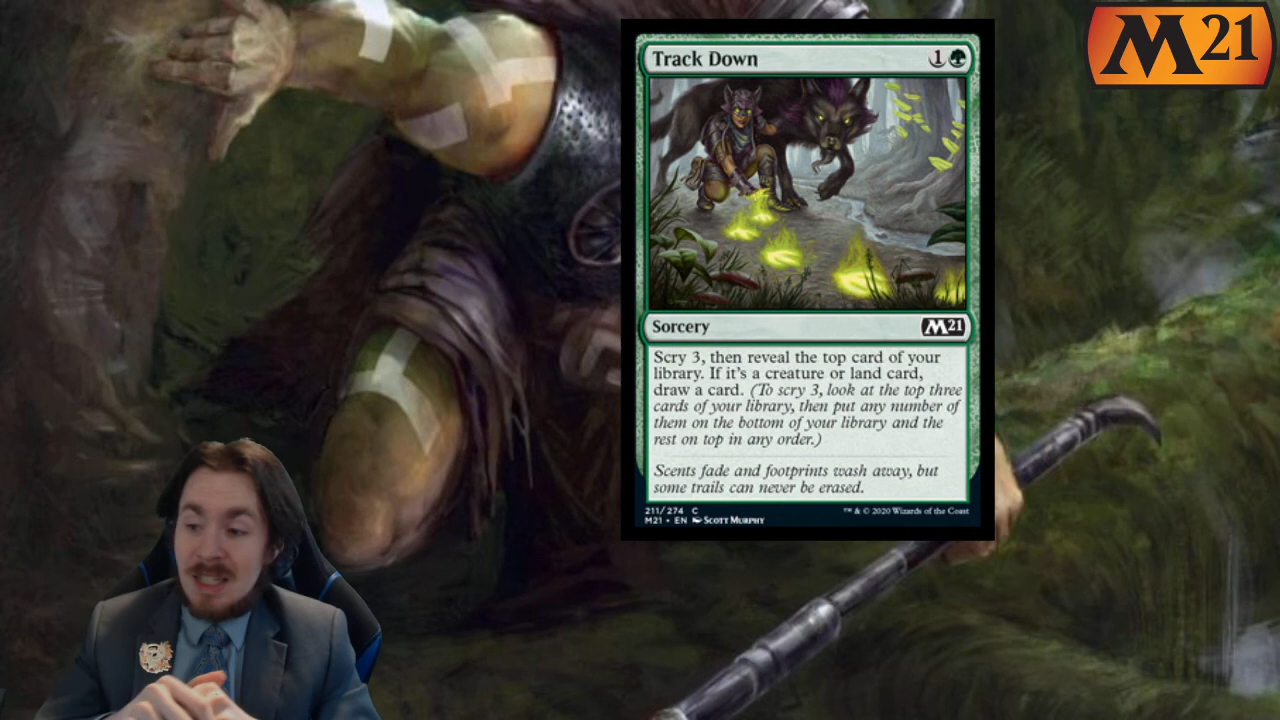 M21
Track Down 1
Sorcery M21
Scry 3, then reveal the top card of your
library. If it's a creature or land card,
draw a card. (To scry 3, look at the top three
cards of your library, then put any number of
them on the bottom of your library and the
rest on top in any order.)
Scents fade and footprints wash away, but
some trails can never be erased.
211/274 C
M21 • EN Scott Murphy
™ & © 2020 Wizards of the Coast